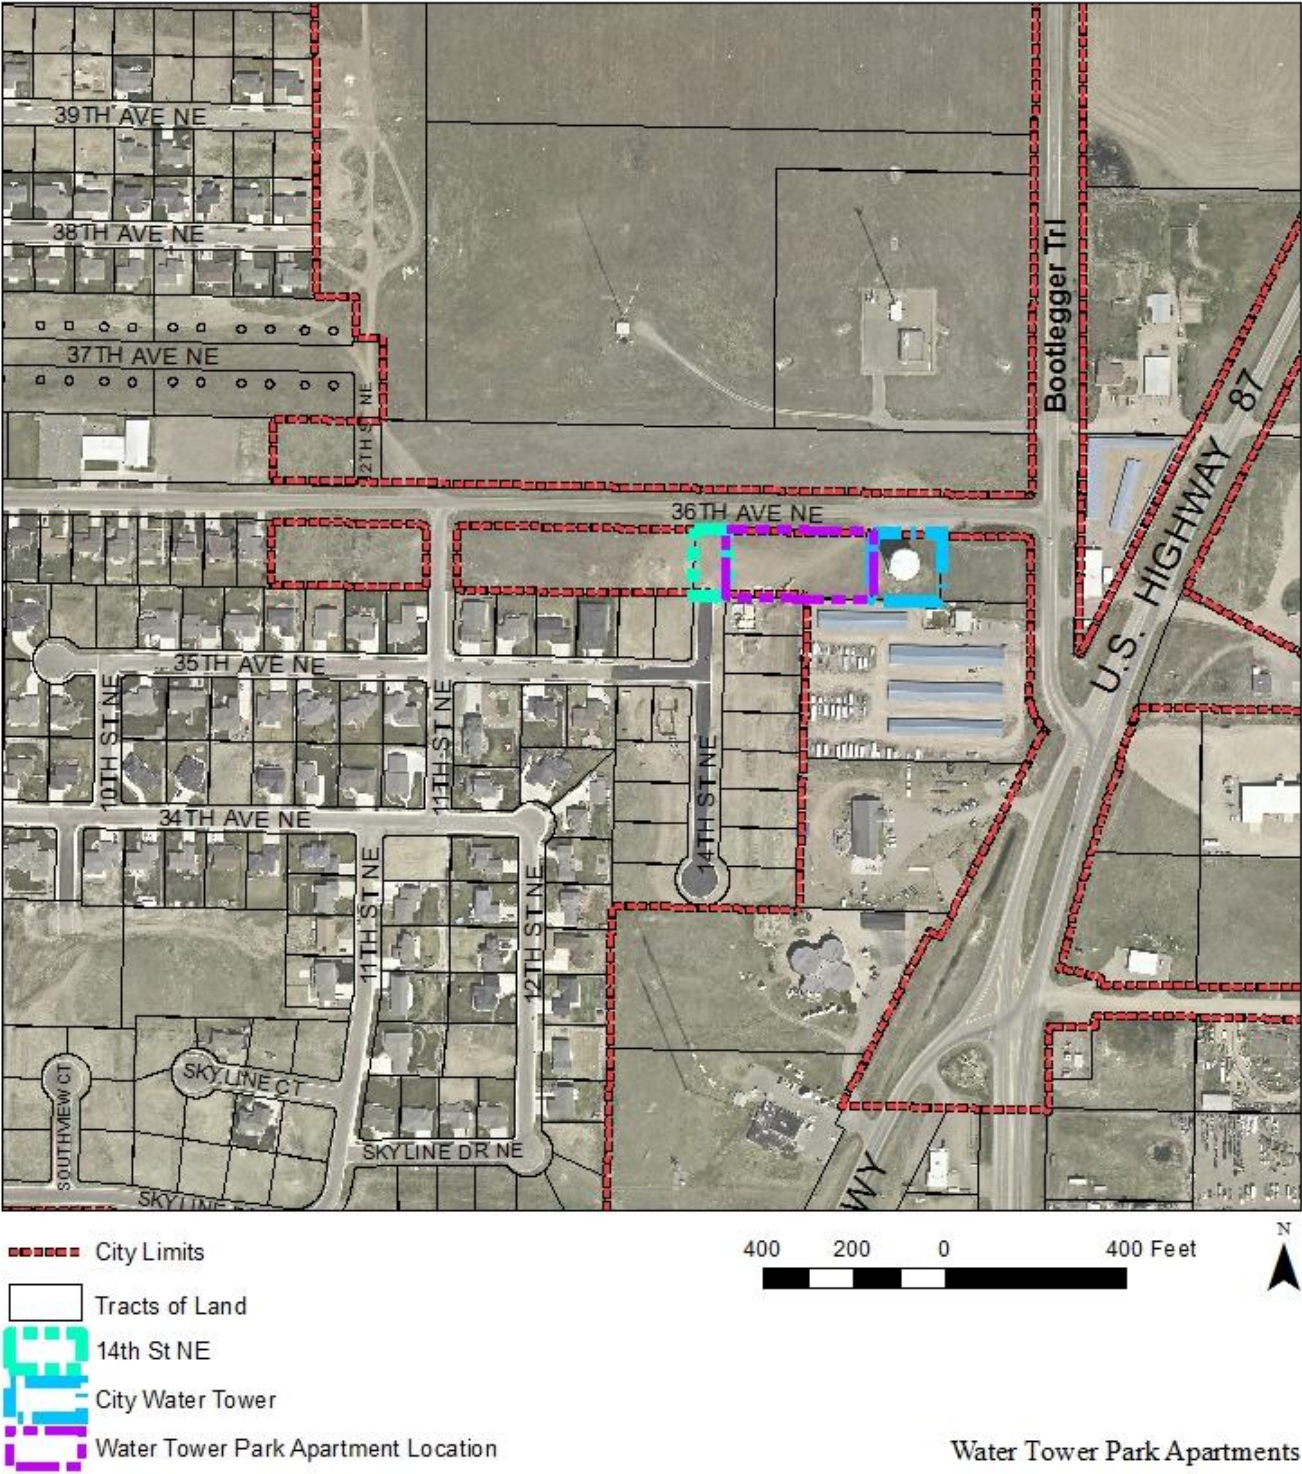 39TH AVE NE
38TH AVE NE
37TH AVE NE
Bootlegger Trl
87
U.S. HIGHWAY
36TH AVE NE
35TH AVE NE
10TH ST NE
11TH ST NE
14TH ST NE
34TH AVE NE
11TH ST NE
12TH ST NE
SKYLINE CT
SOUTHVIEW CT
SKYLINE DR NE
HWY
SKYLINE
City Limits
400 200 0 400 Feet
N
Tracts of Land
14th St NE
City Water Tower
Water Tower Park Apartment Location
Water Tower Park Apartments